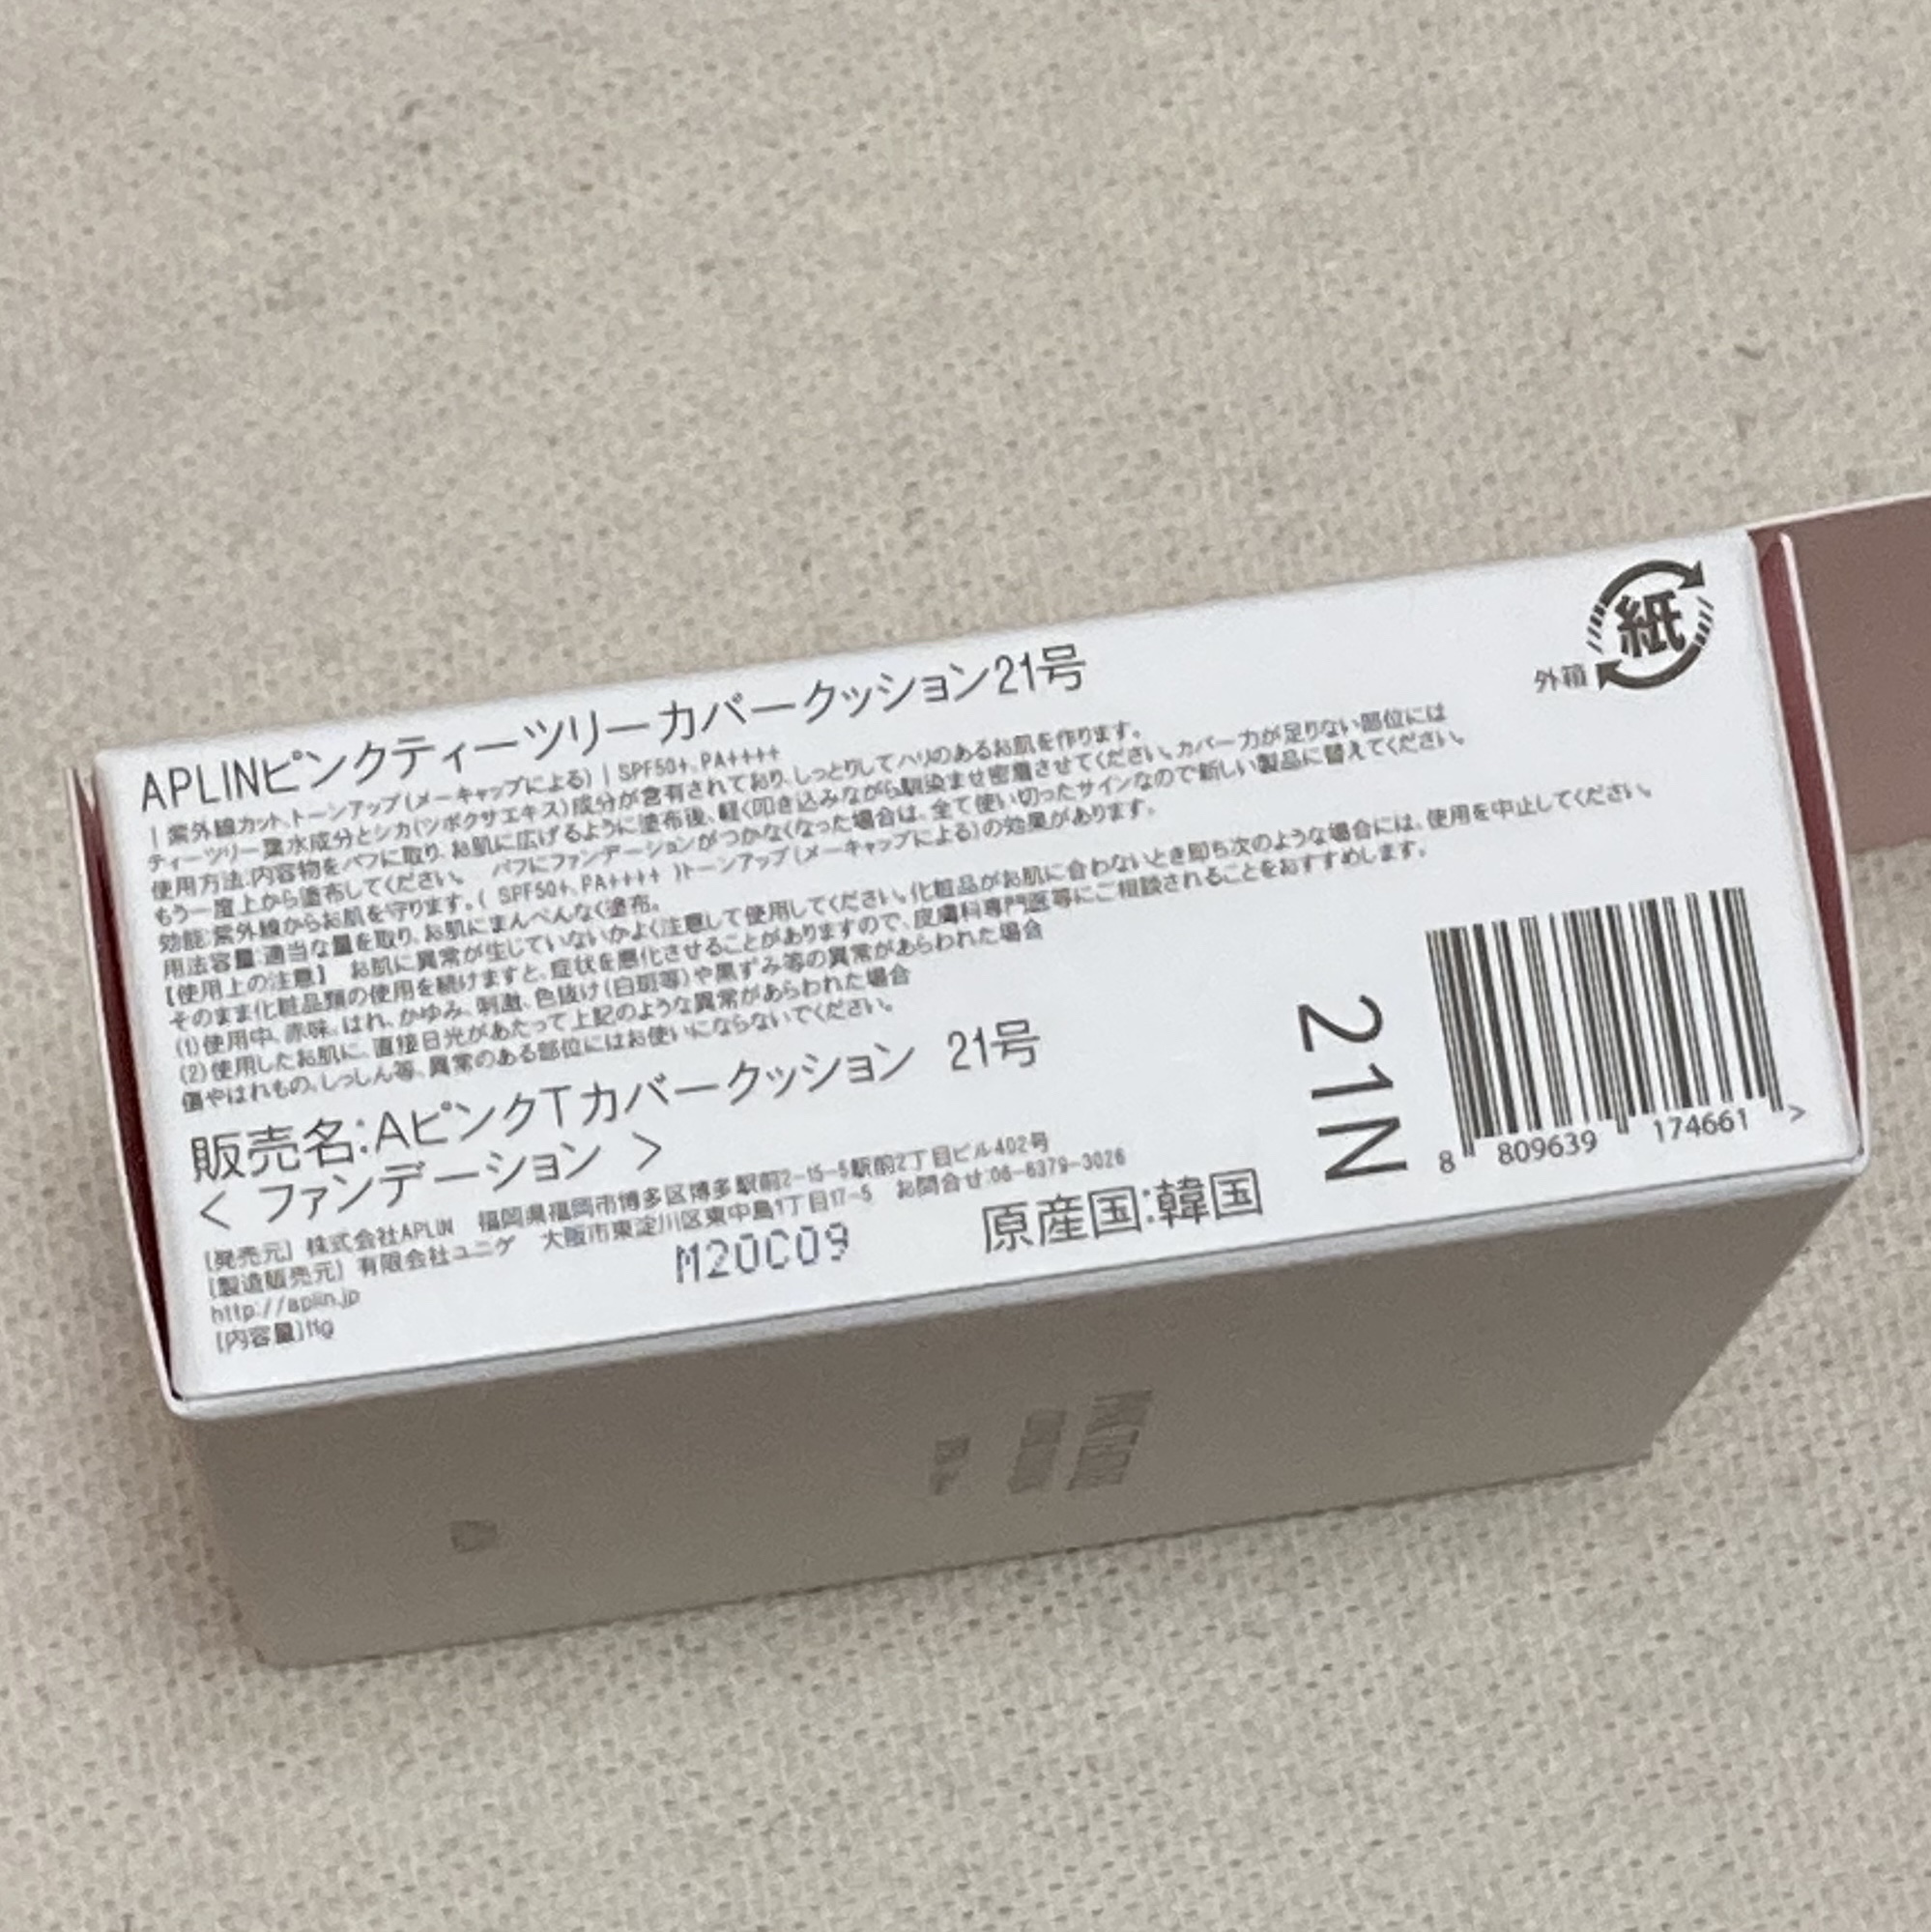 APLINピンクティーツリーカバークッション21号
| 紫外線カット、トーンアップ(メーキャップによる) | SPF50+、PA++++
ティーツリー葉水成分とシカ(ツボクサエキス)成分が含有されており、しっとりしてハリのあるお肌を作ります。
使用方法:内容物をパフに取り、お肌に広げるように塗布後、軽く叩き込みながら馴染ませ密着させてください。カバー力が足りない部位には
もう一度上から塗布してください。 パフにファンデーションがつかなくなった場合は、全て使い切ったサインなので新しい製品に替えてください。
効能:紫外線からお肌を守ります。( SPF50+、PA++++ )トーンアップ(メーキャップによる)の効果があります。
用法容量:適当な量を取り、お肌にまんべんなく塗布。
【使用上の注意】 お肌に異常が生じていないかよく注意して使用してください。化粧品がお肌に合わないとき即ち次のような場合には、使用を中止してください。
そのまま化粧品類の使用を続けますと、症状を悪化させることがありますので、皮膚科専門医等にご相談されることをおすすめします。
(1)使用中、赤味、はれ、かゆみ、刺激、色抜け(白斑等)や黒ずみ等の異常があらわれた場合
(2)使用したお肌に、直接日光があたって上記のような異常があらわれた場合
傷やはれもの、しっしん等、異常のある部位にはお使いにならないでください。
販売名:AピンクTカバークッション 21号
< ファンデーション >
[発売元] 株式会社APLIN 福岡県福岡市博多区博多駅前2-15-5駅前2丁目ビル402号
[製造販売元] 有限会社ユニゲ 大阪市東淀川区東中島1丁目17-5 お問合せ:06-6379-3026
http://aplin.jp
[内容量]11g
M20C09
原産国:韓国
外箱
紙
21N
8 809639 174661 >